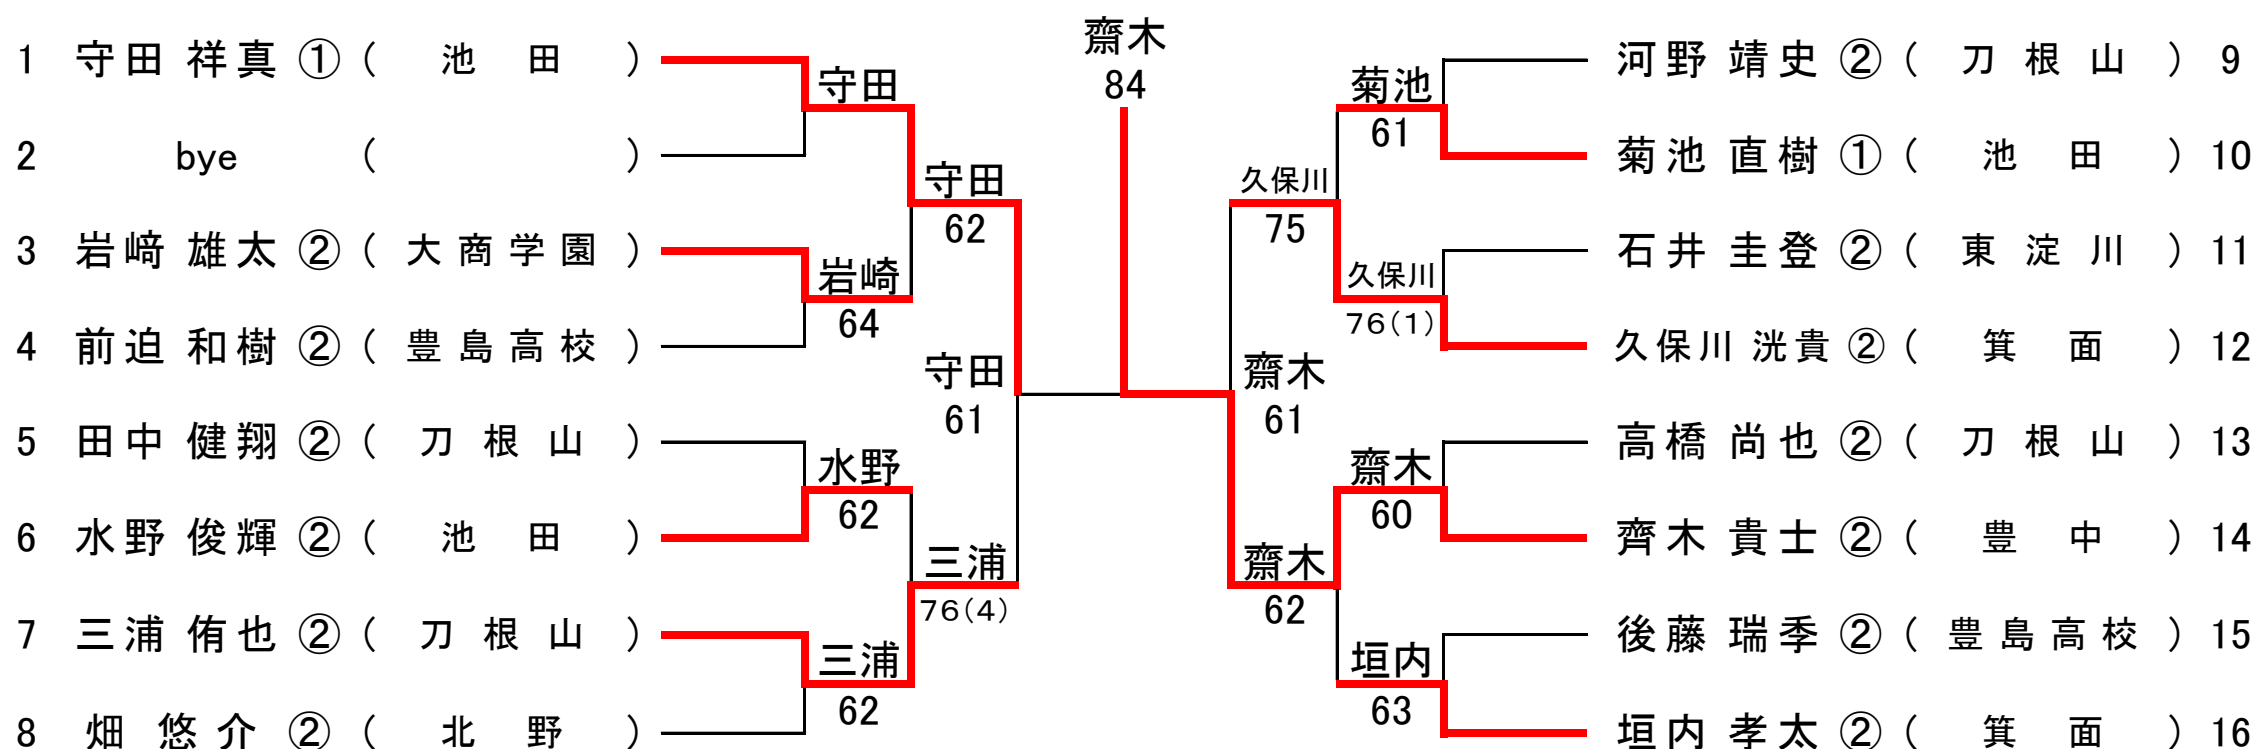 1 守田 祥真 ① ( 池 田 )
2 bye ( )
3 岩﨑 雄太 ② ( 大商学園 )
4 前迫 和樹 ② ( 豊島高校 )
5 田中 健翔 ② ( 刀根山 )
6 水野 俊輝 ② ( 池 田 )
7 三浦 侑也 ② ( 刀根山 )
8 畑 悠介 ② ( 北 野 )
守田
岩崎
64
水野
62
三浦
62
守田
62
三浦
76(4)
守田
61
齋木
84
齋木
61
久保川
75
齋木
62
菊池
61
久保川
76(1)
齋木
60
垣内
63
河野 靖史 ② ( 刀根山 ) 9
菊池 直樹 ① ( 池 田 ) 10
石井 圭登 ② ( 東淀川 ) 11
久保川 洸貴 ② ( 箕 面 ) 12
高橋 尚也 ② ( 刀根山 ) 13
齊木 貴士 ② ( 豊 中 ) 14
後藤 瑞季 ② ( 豊島高校 ) 15
垣内 孝太 ② ( 箕 面 ) 16